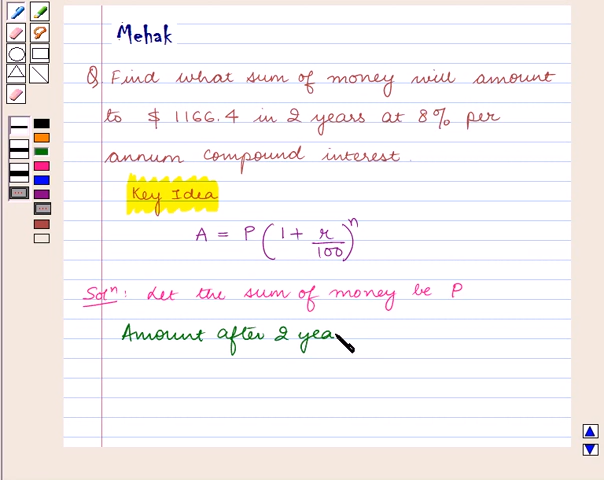 Mehak
Q. Find what sum of money will amount
to $ 1166.4 in 2 years at 8% per
annum compound interest.
Key Idea
A = P (1 + r/100)^n
Solⁿ: Let the sum of money be P
Amount after 2 yea